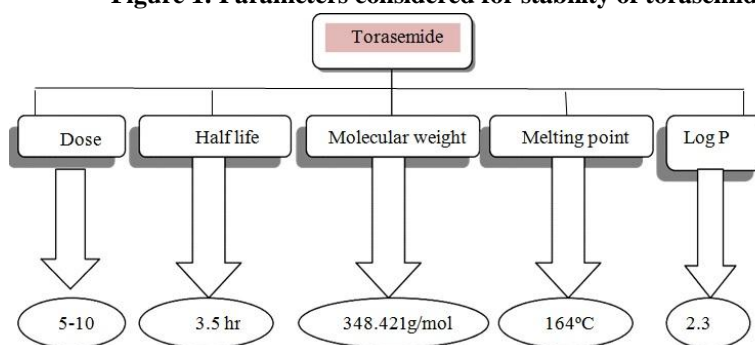 Figure 1: Parameters considered for stability of torasemid
Torasemide
Dose
Half life
Molecular weight
Melting point
Log P
5-10
3.5 hr
348.421g/mol
164ºC
2.3